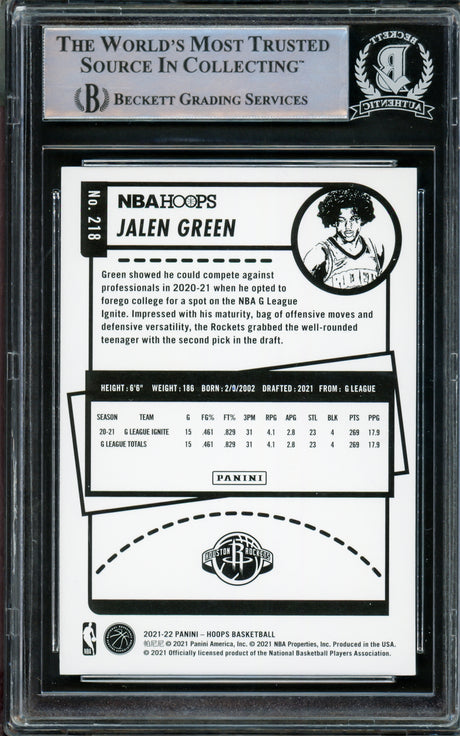 THE WORLD'S MOST TRUSTED
SOURCE IN COLLECTING™
B BECKETT GRADING SERVICES
BECKETT
B
AUTHENTIC
No. 218
NBA HOOPS
JALEN GREEN
Green showed he could compete against
professionals in 2020-21 when he opted to
forego college for a spot on the NBA G League
Ignite. Impressed with his maturity, bag of offensive moves and
defensive versatility, the Rockets grabbed the well-rounded
teenager with the second pick in the draft.
HEIGHT: 6'6" WEIGHT: 186 BORN: 2/9/2002 DRAFTED: 2021 FROM: G LEAGUE
SEASON TEAM G FG% FT% 3PM RPG APG STL BLK PTS PPG
20-21 G LEAGUE IGNITE 15 .461 .829 31 4.1 2.8 23 4 269 17.9
G LEAGUE TOTALS 15 .461 .829 31 4.1 2.8 23 4 269 17.9
PANINI
HOUSTON R ROCKETS
NBA
2021-22 PANINI – HOOPS BASKETBALL
帕尼尼 © 2021 Panini America, Inc. © 2021 NBA Properties, Inc. Produced in the USA.
© 2021 Officially licensed product of the National Basketball Players Association.